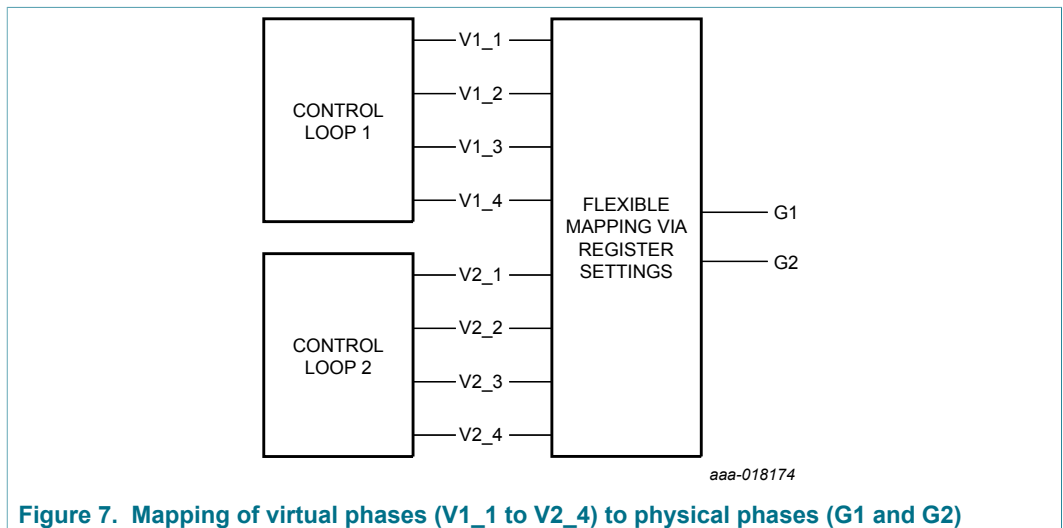 CONTROL
LOOP 1
V1_1
V1_2
V1_3
V1_4
CONTROL
LOOP 2
V2_1
V2_2
V2_3
V2_4
FLEXIBLE
MAPPING VIA
REGISTER
SETTINGS
G1
G2
aaa-018174
Figure 7. Mapping of virtual phases (V1_1 to V2_4) to physical phases (G1 and G2)